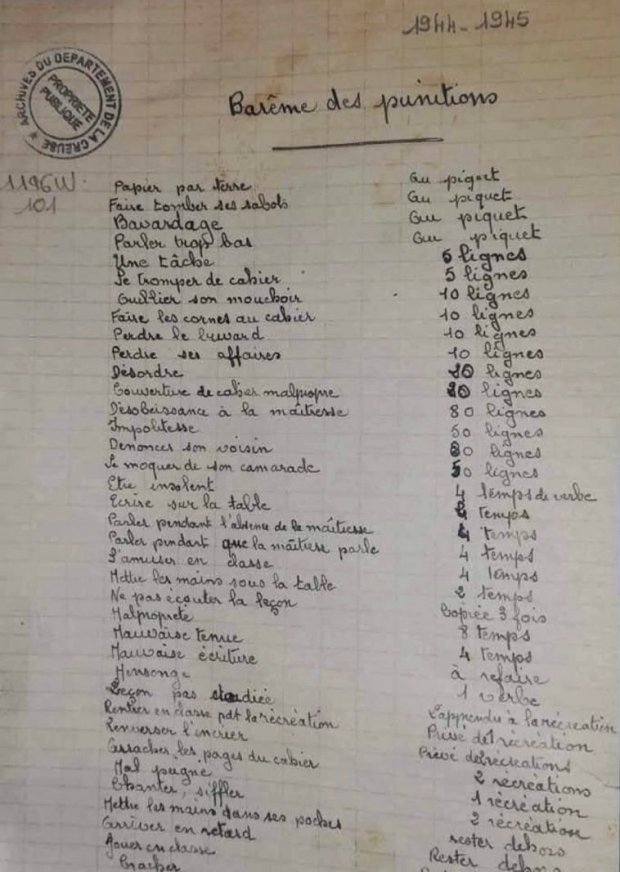 1944-1945
ARCHIVES DU DEPARTEMENT DE LA CREUSE
PROPRIETE PUBLIQUE
Barême des punitions
1196W
101
Papier par terre Au piquet
Faire tomber ses sabots Au piquet
Bavardage Au piquet
Parler trop bas Au piquet
Une tâche 5 lignes
Se tromper de cahier 5 lignes
Oublier son mouchoir 10 lignes
Faire les cornes au cahier 10 lignes
Perdre le buvard 10 lignes
Perdre ses affaires 10 lignes
Désordre 20 lignes
Couverture de cahier malpropre 20 lignes
Désobeissance à la maîtresse 80 lignes
Impolitesse 50 lignes
Dénoncer son voisin lignes
Se moquer de son camarade 50 lignes
Etre insolent 4 temps de verbe
Ecrire sur la table temps
Parler pendant l'absence de la maîtresse 4 temps
Parler pendant que la maîtresse parle 4 temps
S'amuser en classe 4 temps
Mettre les mains sous la table 2 temps
Ne pas écouter la leçon Copiée 3 fois
Malpropreté 8 temps
Mauvaise tenue 4 temps
Mauvaise écriture à refaire
Mensonge 1 verbe
Leçon pas étudiée L'apprendre à la récréation
Rentrer en classe pdt la récréation Privé de 1 récréation
Renverser l'encrier Privé de 2 récréations
Arracher les pages du cahier 2 récréations
Mal peigné 1 récréation
Chanter, siffler 2 récréation
Mettre les mains dans ses poches rester dehors
Arriver en retard Rester dehors
Jouer en classe
Cracher